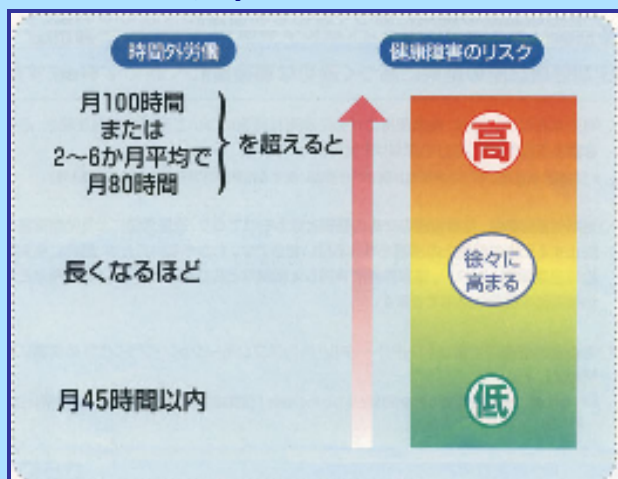 時間外労働
健康障害のリスク
月100時間
または
2～6か月平均で
月80時間
を超えると
高
長くなるほど
徐々に
高まる
月45時間以内
低